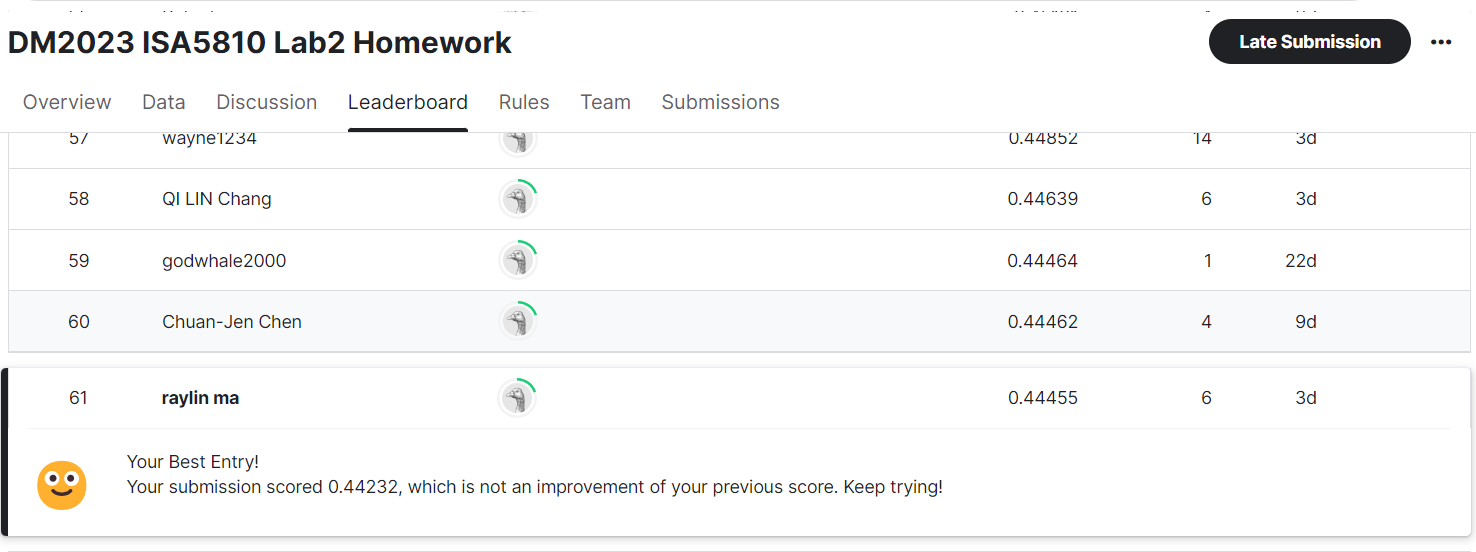 DM2023 ISA5810 Lab2 Homework
Late Submission
Overview Data Discussion Leaderboard Rules Team Submissions
57 wayne1234 0.44852 14 3d
58 QI LIN Chang 0.44639 6 3d
59 godwhale2000 0.44464 1 22d
60 Chuan-Jen Chen 0.44462 4 9d
61 raylin ma 0.44455 6 3d
Your Best Entry!
Your submission scored 0.44232, which is not an improvement of your previous score. Keep trying!